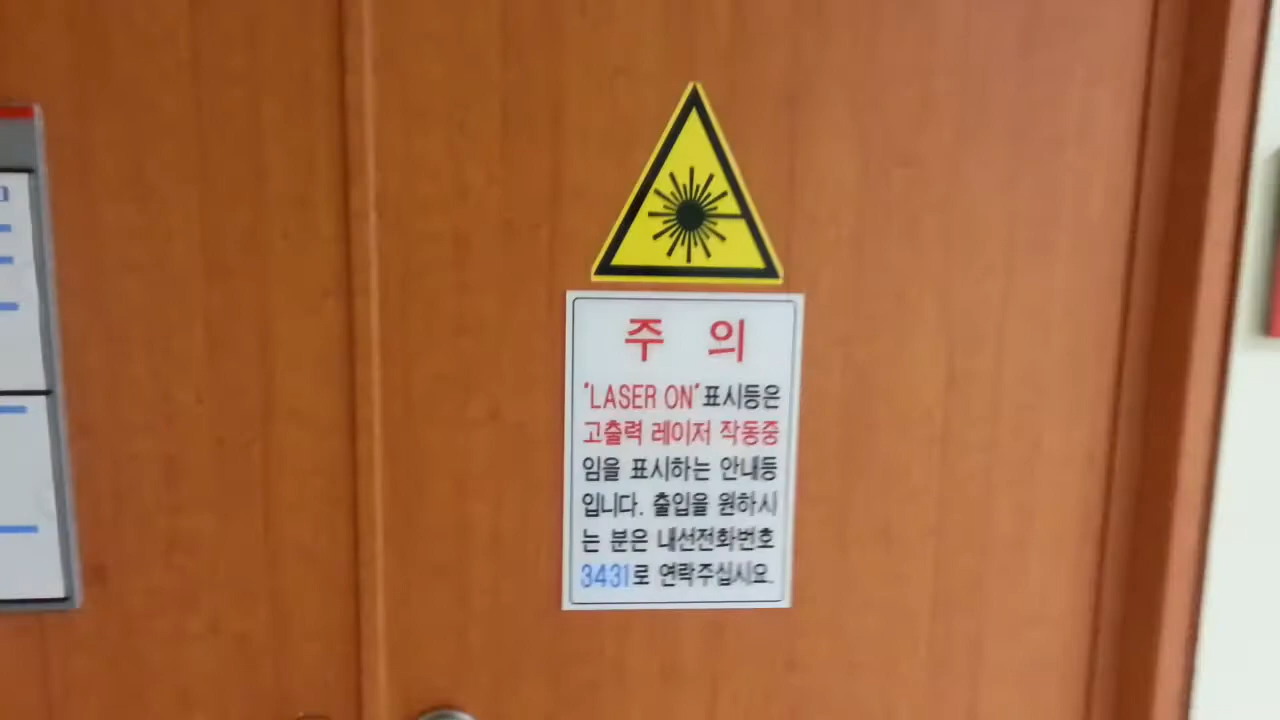 주 의
"LASER ON" 표시등은
고출력 레이저 작동중
임을 표시하는 안내등
입니다. 출입을 원하시
는 분은 내선전화번호
3431로 연락주십시요.